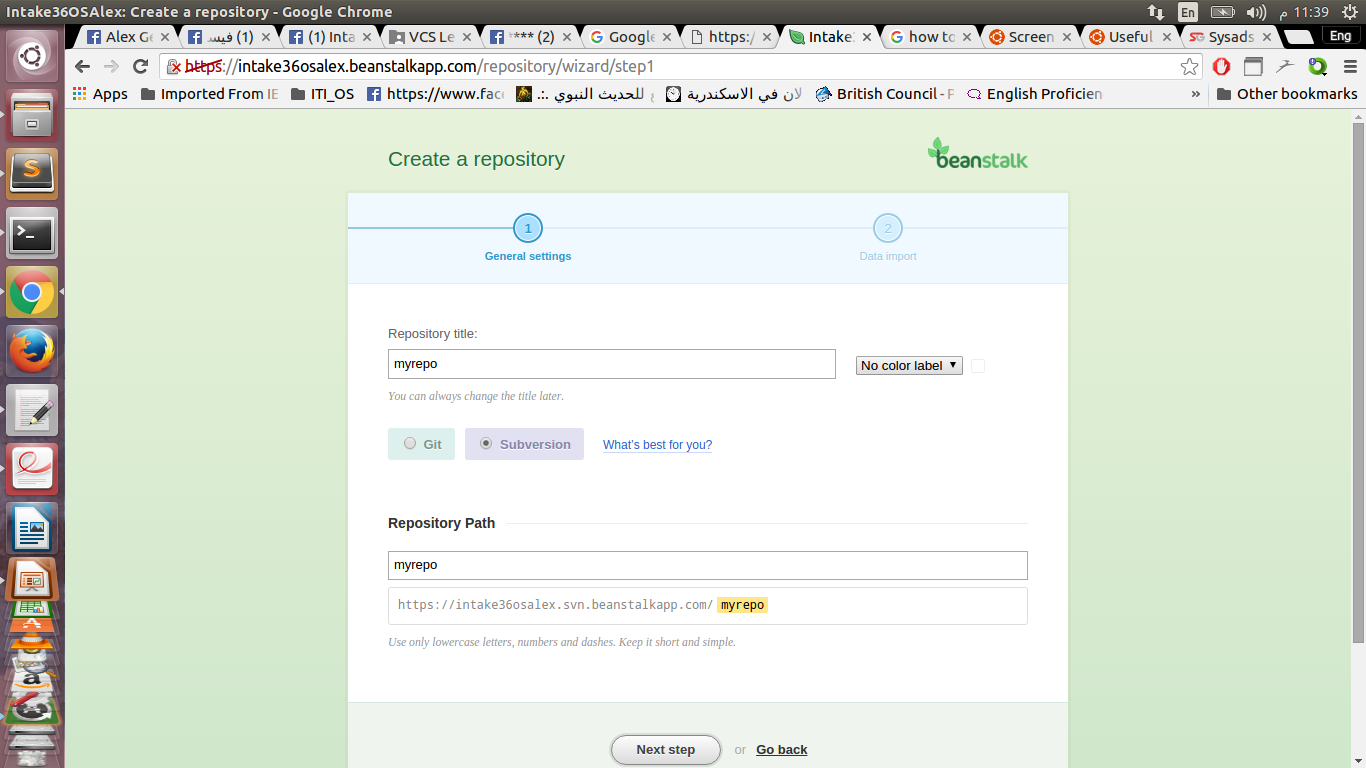 Intake36OSAlex: Create a repository - Google Chrome
En
11:39 م
Alex Ge
(1) فيس
(1) Inta
VCS Le
(2)
Google
https:/
Intake
how to
Screen
Useful
Sysads
Eng
https://intake36osalex.beanstalkapp.com/repository/wizard/step1
Apps
Imported From IE
ITI_OS
https://www.face
للحديث النبوي .:.
لان في الاسكندرية
British Council - F
English Proficien
»
Other bookmarks
Create a repository
beanstalk
1
2
General settings
Data import
Repository title:
myrepo
No color label
You can always change the title later.
Git
Subversion
What's best for you?
Repository Path
myrepo
https://intake36osalex.svn.beanstalkapp.com/ myrepo
Use only lowercase letters, numbers and dashes. Keep it short and simple.
Next step
or
Go back